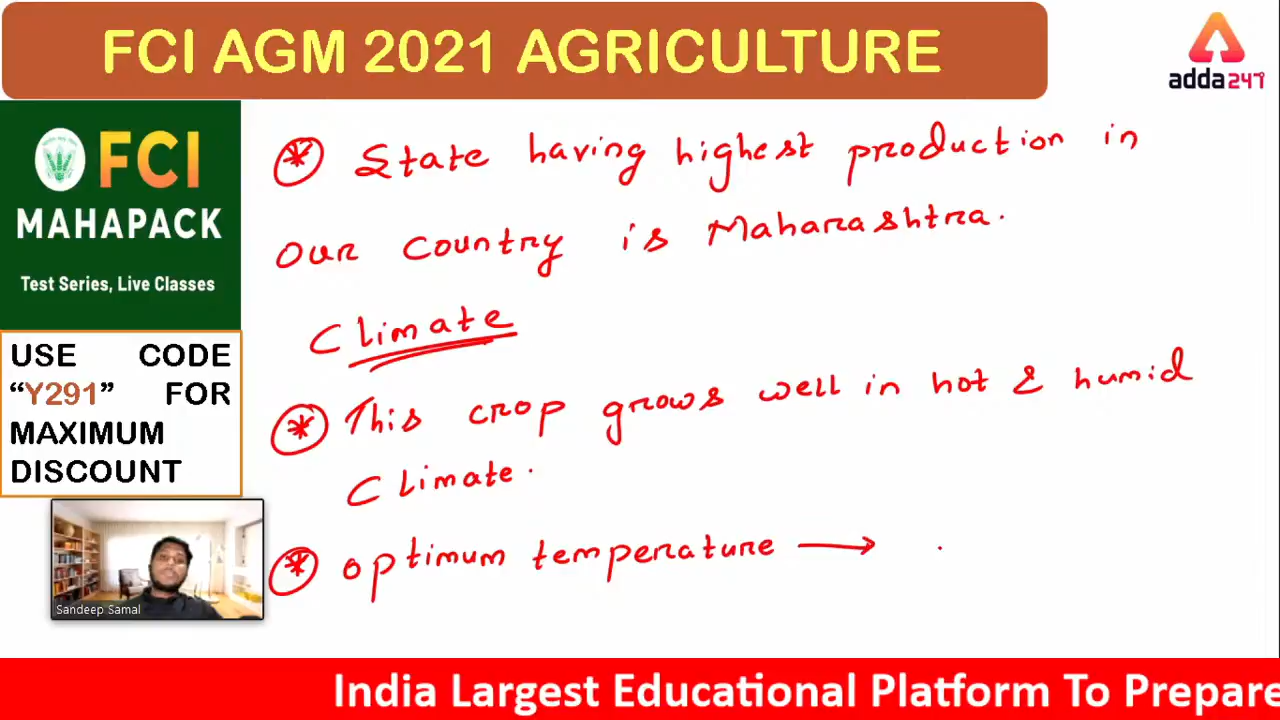 FCI AGM 2021 AGRICULTURE
adda247
FCI
MAHAPACK
Test Series, Live Classes
USE CODE
“Y291” FOR
MAXIMUM
DISCOUNT
Sandeep Samal
* State having highest production in
our country is Maharashtra.
Climate
* This crop grows well in hot & humid
Climate.
* optimum temperature →
India Largest Educational Platform To Prepare